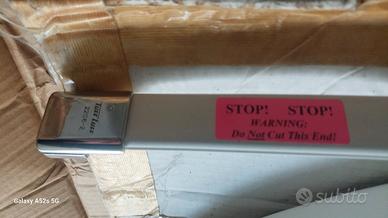 STOP! STOP!
WARNING:
Do Not Cut This End!
Galaxy A52s 5G
subito